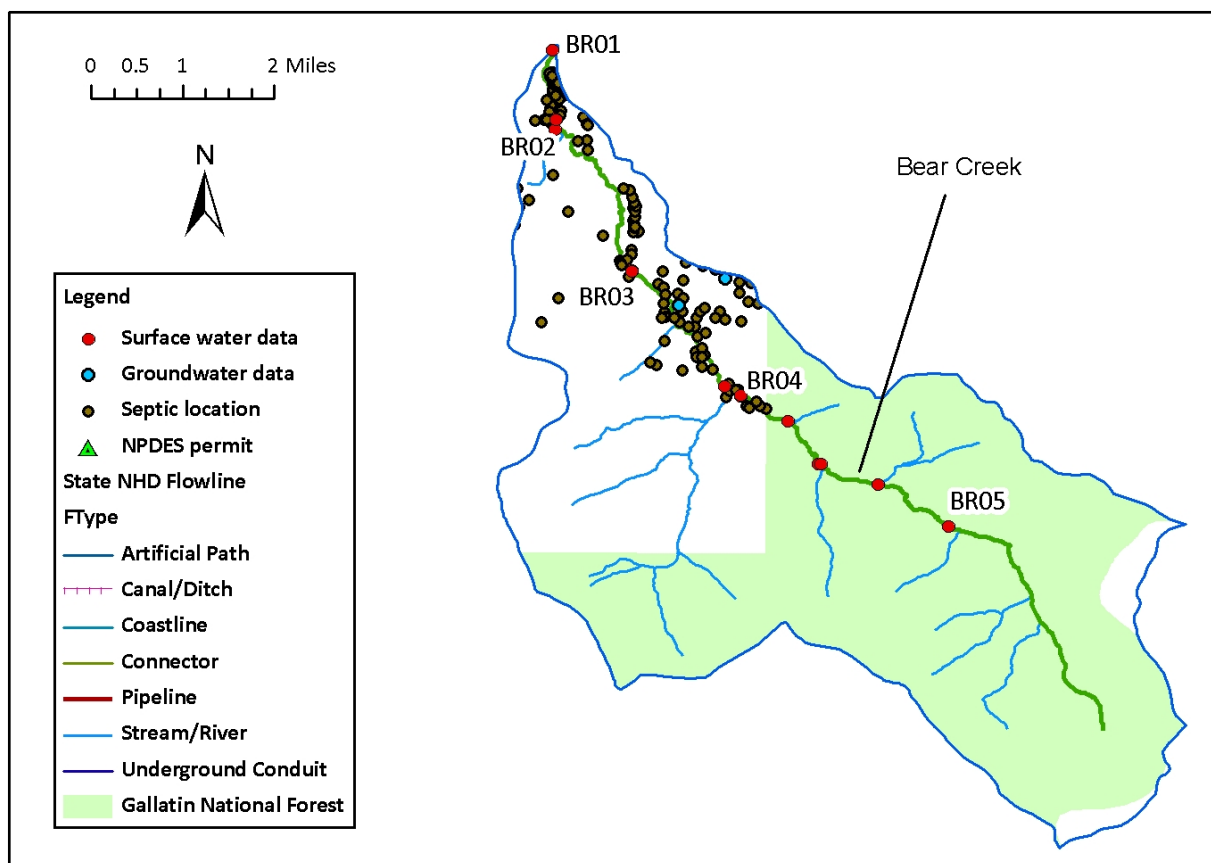 BR01
0 0.5 1 2 Miles
BR02
N
Bear Creek
BR03
Legend
Surface water data
Groundwater data
Septic location
NPDES permit
State NHD Flowline
FType
Artificial Path
Canal/Ditch
Coastline
Connector
Pipeline
Stream/River
Underground Conduit
Gallatin National Forest
BR04
BR05